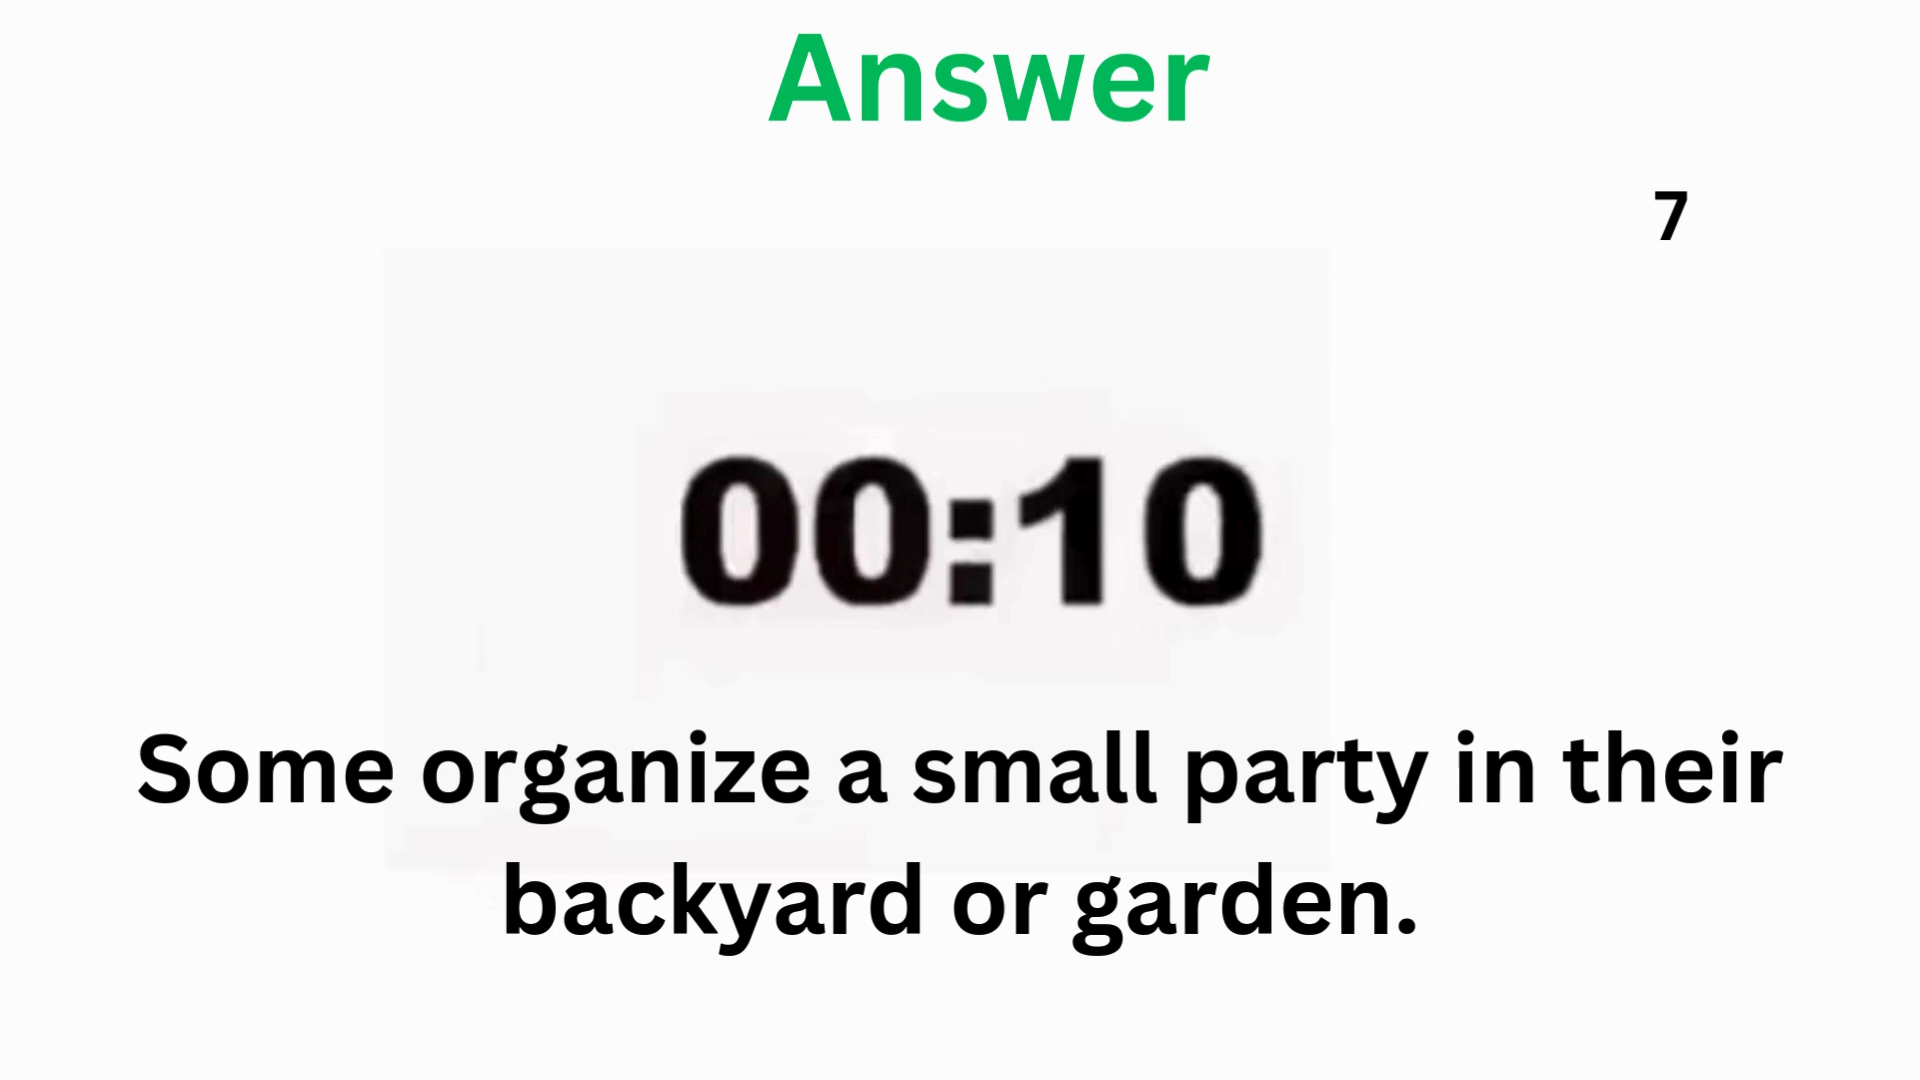 Answer
7
00:10
Some organize a small party in their
backyard or garden.